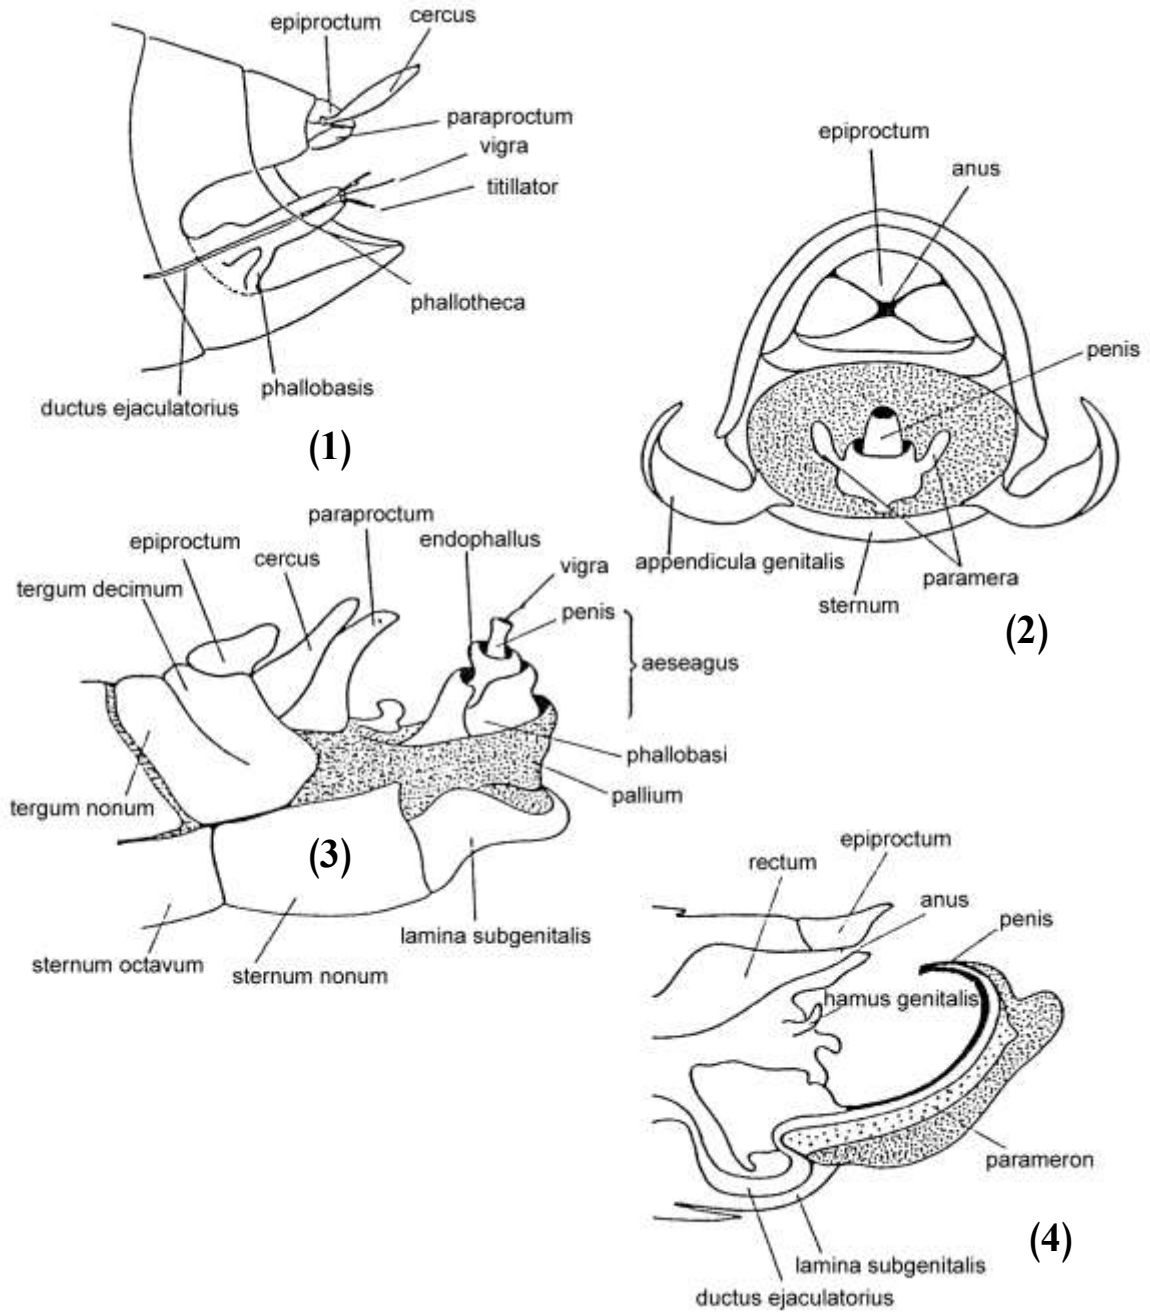 epiproctum
cercus
paraproctum
vigra
titillator
phallotheca
phallobasis
ductus ejaculatorius
(1)
epiproctum
anus
penis
appendicula genitalis
paramera
sternum
(2)
paraproctum
endophallus
epiproctum
cercus
vigra
tergum decimum
penis
aeseagus
phallobasi
pallium
tergum nonum
(3)
lamina subgenitalis
sternum octavum
sternum nonum
epiproctum
rectum
anus
penis
hamus genitalis
parameron
(4)
lamina subgenitalis
ductus ejaculatorius